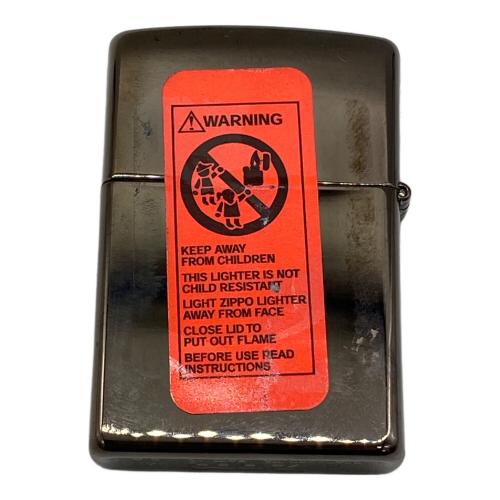 WARNING
KEEP AWAY
FROM CHILDREN
THIS LIGHTER IS NOT
CHILD RESISTANT
LIGHT ZIPPO LIGHTER
AWAY FROM FACE
CLOSE LID TO
PUT OUT FLAME
BEFORE USE READ
INSTRUCTIONS